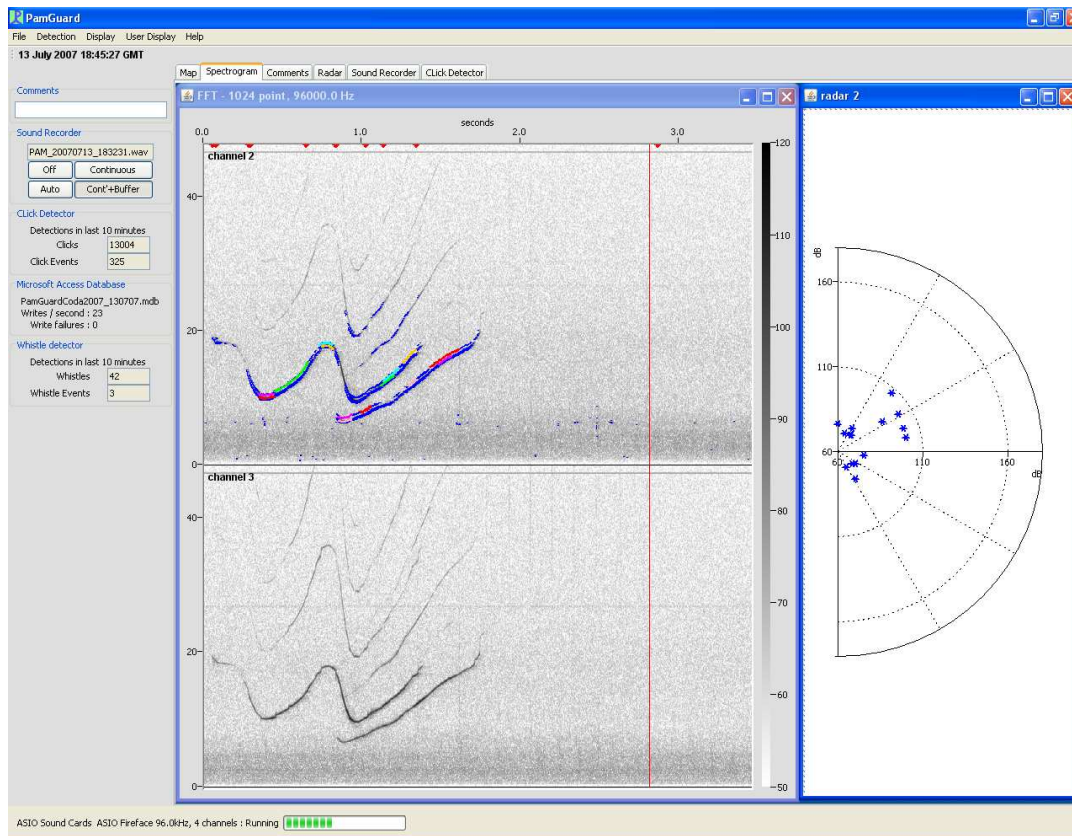 PamGuard
File Detection Display User Display Help
13 July 2007 18:45:27 GMT
Map Spectrogram Comments Radar Sound Recorder CLick Detector
Comments
Sound Recorder
PAM_20070713_183231.wav
Off Continuous
Auto Cont'+Buffer
CLick Detector
Detections in last 10 minutes
Clicks 13004
Click Events 325
Microsoft Access Database
PamGuardCoda2007_130707.mdb
Writes / second : 23
Write failures : 0
Whistle detector
Detections in last 10 minutes
Whistles 42
Whistle Events 3
FFT - 1024 point, 96000.0 Hz
seconds
0.0 1.0 2.0 3.0
channel 2
40
20
0
channel 3
40
20
0
120
110
100
90
80
70
60
50
radar 2
dB
160
110
60
60 110 160
dB
ASIO Sound Cards ASIO Fireface 96.0kHz, 4 channels : Running